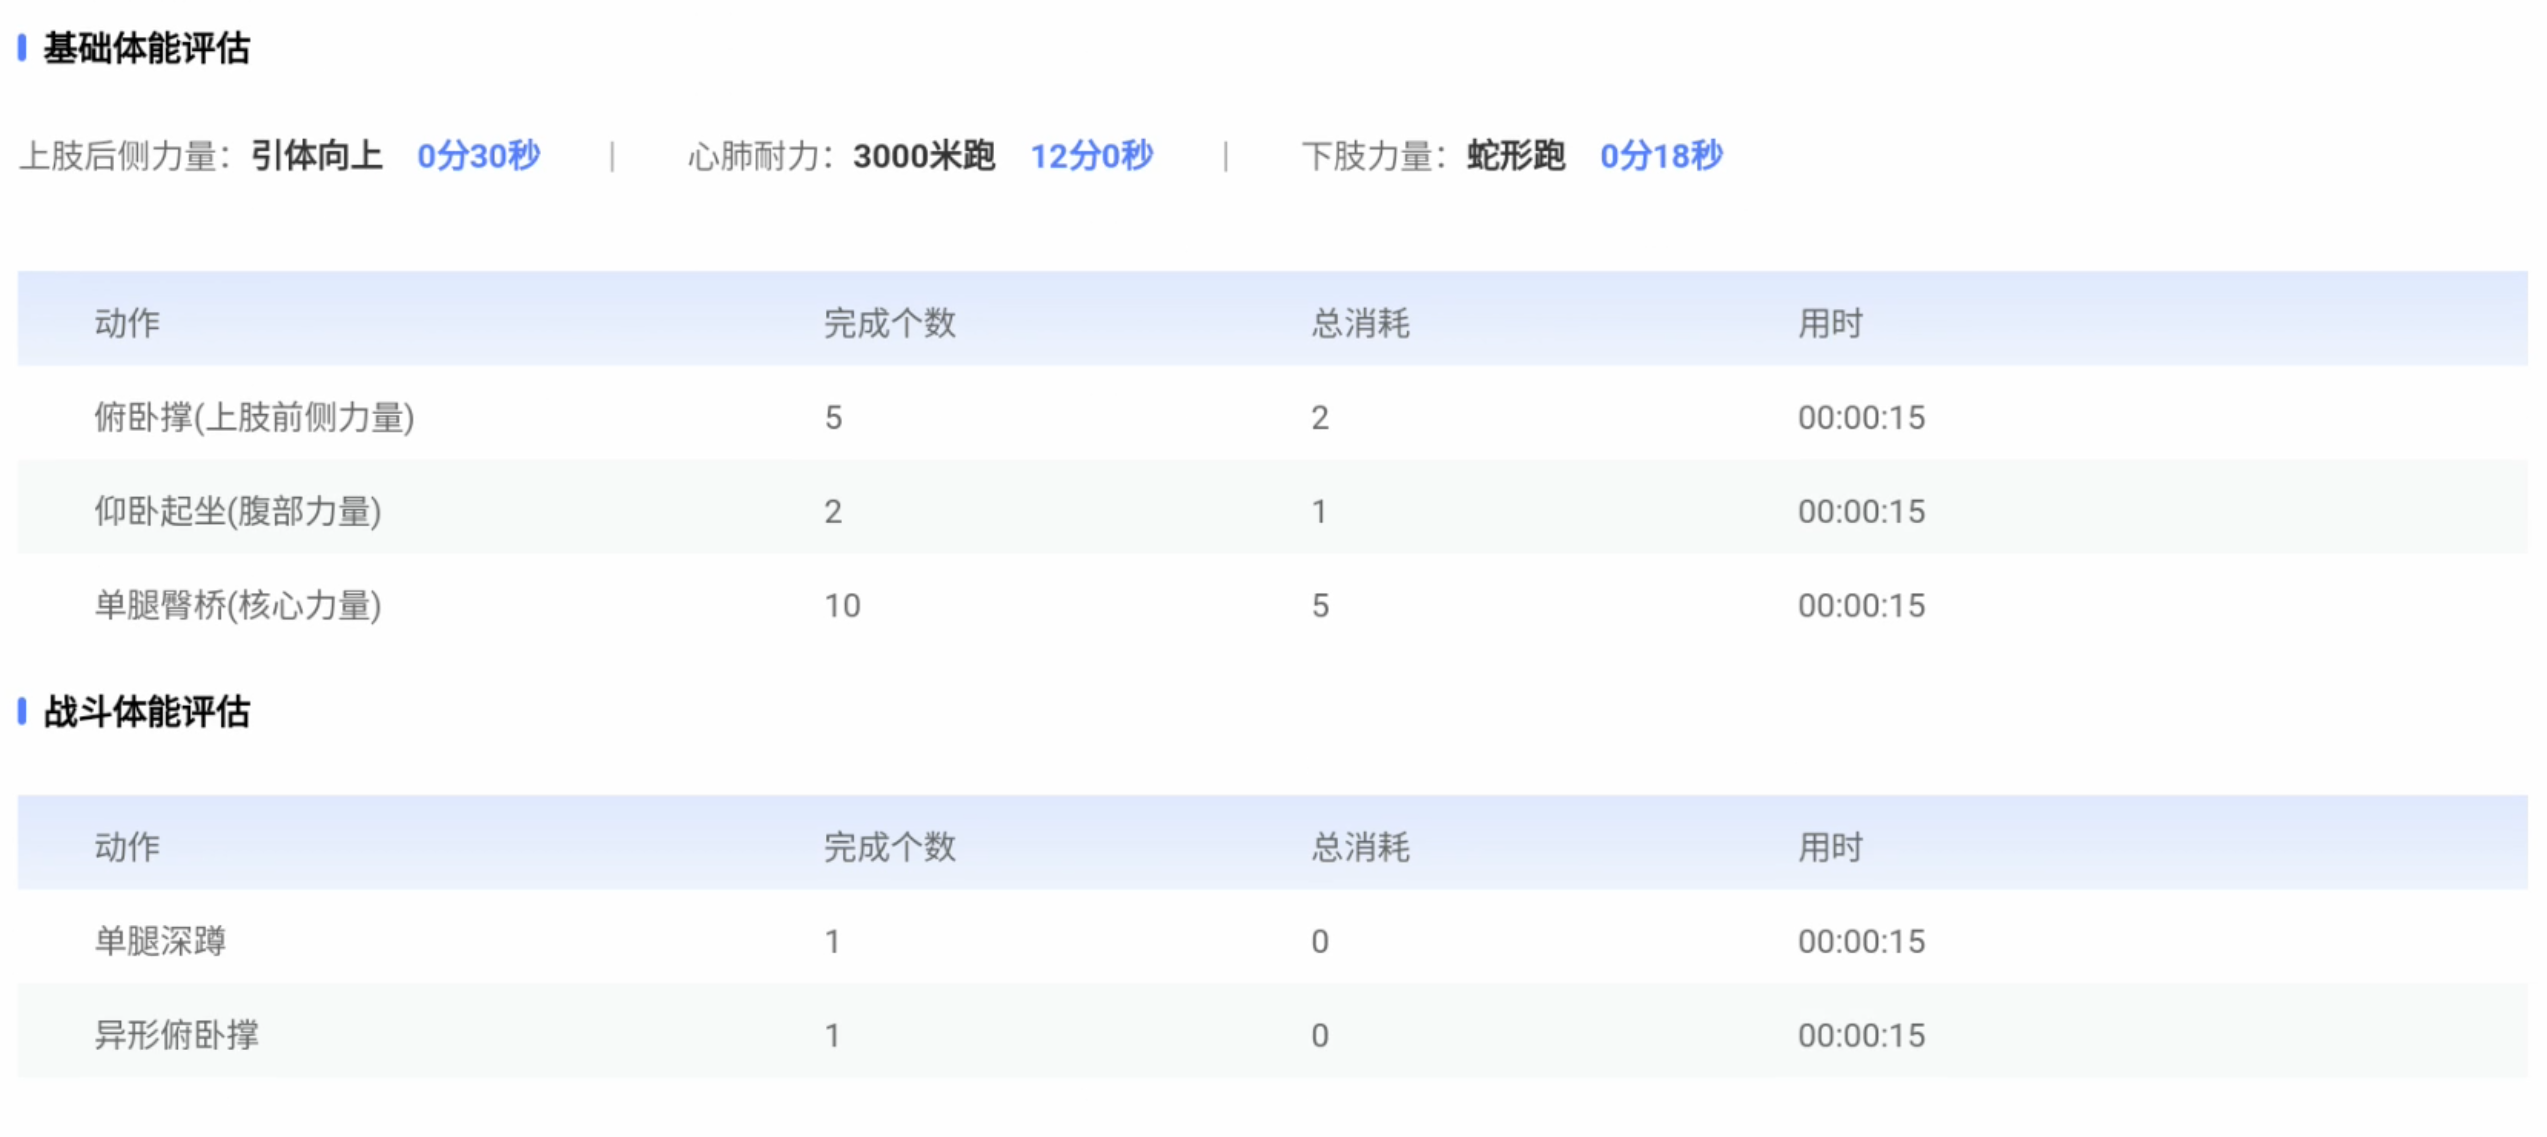 基础体能评估
上肢后侧力量：引体向上 0分30秒 | 心肺耐力：3000米跑 12分0秒 | 下肢力量：蛇形跑 0分18秒
动作 完成个数 总消耗 用时
俯卧撑(上肢前侧力量) 5 2 00:00:15
仰卧起坐(腹部力量) 2 1 00:00:15
单腿臀桥(核心力量) 10 5 00:00:15
战斗体能评估
动作 完成个数 总消耗 用时
单腿深蹲 1 0 00:00:15
异形俯卧撑 1 0 00:00:15